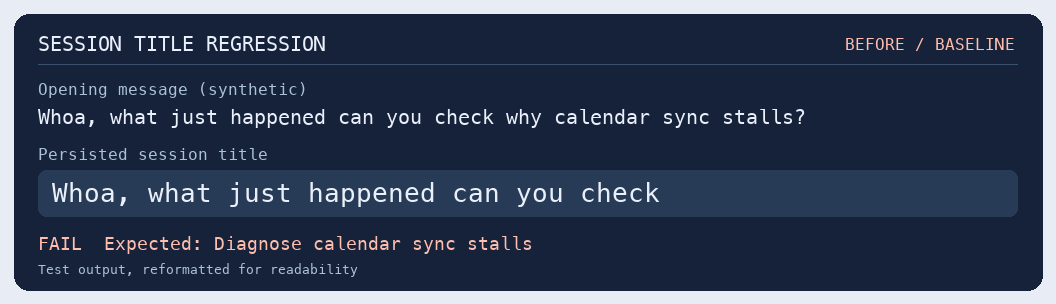 SESSION TITLE REGRESSION
BEFORE / BASELINE
Opening message (synthetic)
Whoa, what just happened can you check why calendar sync stalls?
Persisted session title
Whoa, what just happened can you check
FAIL  Expected: Diagnose calendar sync stalls
Test output, reformatted for readability